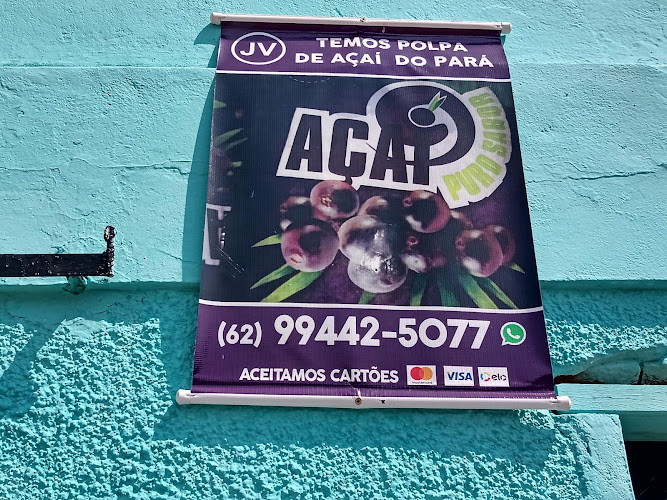 JV
TEMOS POLPA
DE AÇAÍ DO PARÁ
AÇAÍ
PURO SABOR
(62) 99442-5077
ACEITAMOS CARTÕES
mastercard
VISA
elo